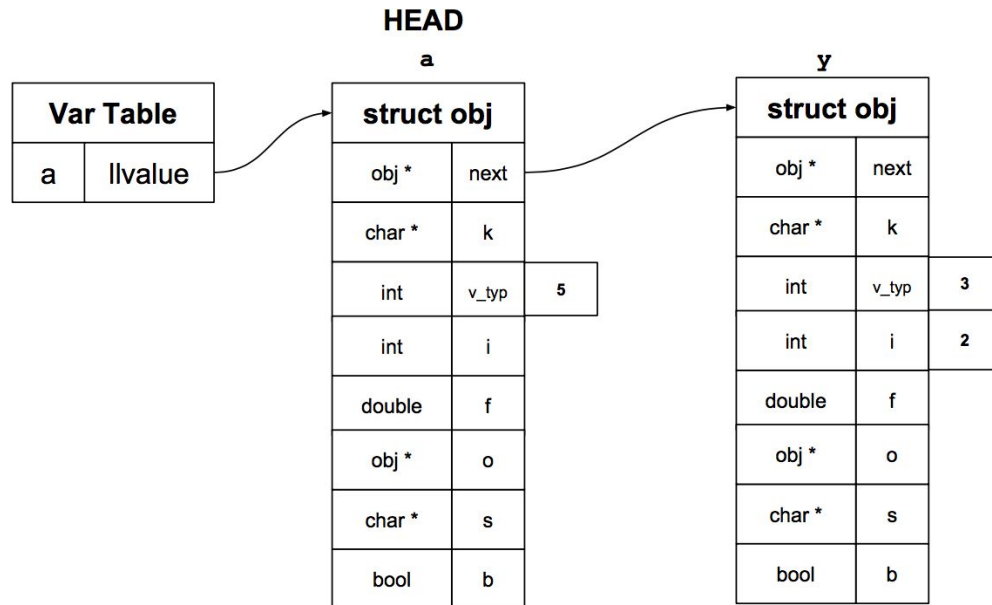 HEAD
a
y
Var Table
a llvalue
struct obj
obj * next
char * k
int v_typ 5
int i
double f
obj * o
char * s
bool b
struct obj
obj * next
char * k
int v_typ 3
int i 2
double f
obj * o
char * s
bool b